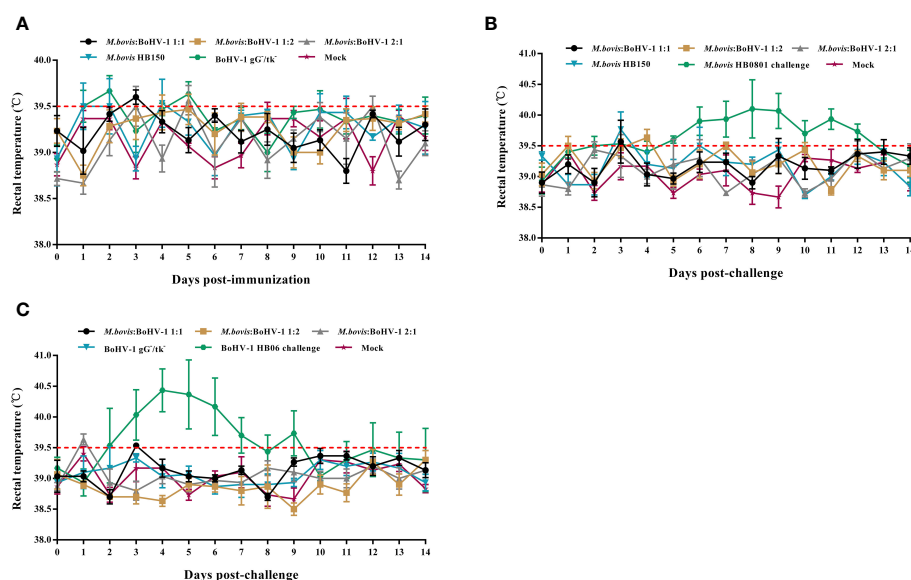 A
M.bovis:BoHV-1 1:1 M.bovis:BoHV-1 1:2 M.bovis:BoHV-1 2:1
M.bovis HB150 BoHV-1 gG-/tk- Mock
Rectal temperature (℃)
40.5
40.0
39.5
39.0
38.5
38.0
0 1 2 3 4 5 6 7 8 9 10 11 12 13 14
Days post-immunization
B
M.bovis:BoHV-1 1:1 M.bovis:BoHV-1 1:2 M.bovis:BoHV-1 2:1
M.bovis HB150 M.bovis HB0801 challenge Mock
Rectal temperature (℃)
41.0
40.5
40.0
39.5
39.0
38.5
38.0
0 1 2 3 4 5 6 7 8 9 10 11 12 13 14
Days post-challenge
C
M.bovis:BoHV-1 1:1 M.bovis:BoHV-1 1:2 M.bovis:BoHV-1 2:1
BoHV-1 gG-/tk- BoHV-1 HB06 challenge Mock
Rectal temperature (℃)
41.0
40.5
40.0
39.5
39.0
38.5
38.0
0 1 2 3 4 5 6 7 8 9 10 11 12 13 14
Days post-challenge